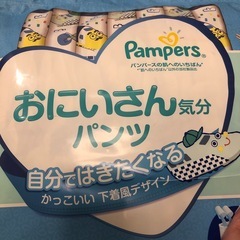 Pampers
パンパースの肌へのいちばん
おにいさん気分
パンツ
自分ではきたくなる
かっこいい 下着風デザイン